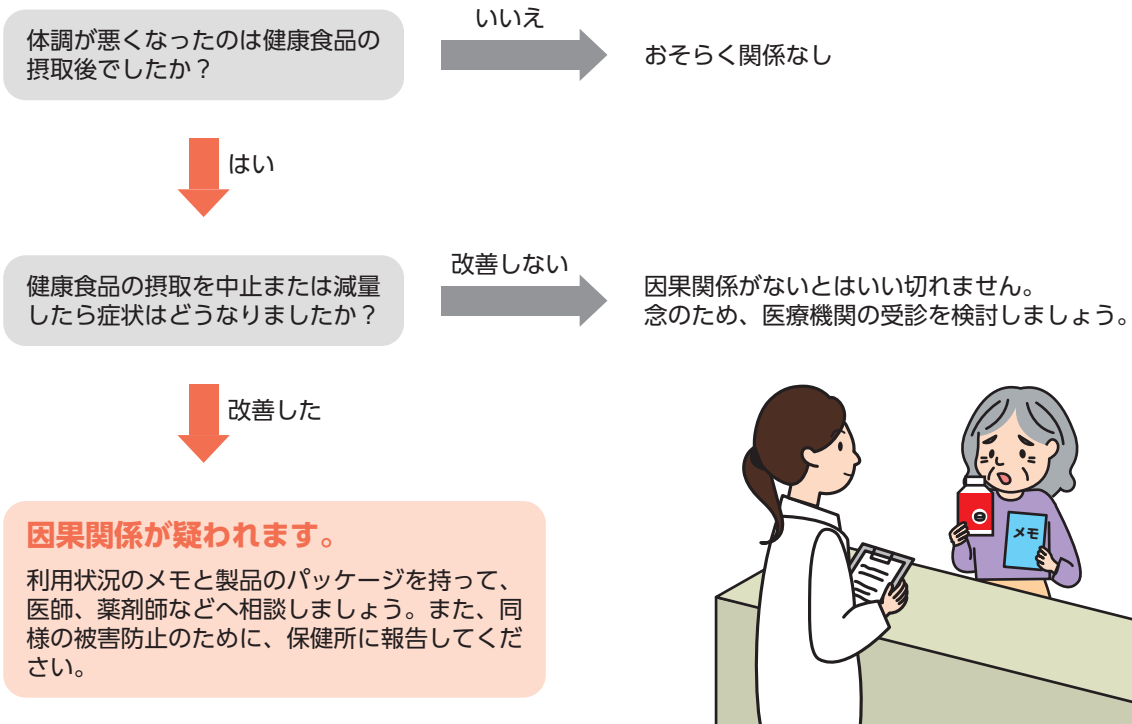 体調が悪くなったのは健康食品の
摂取後でしたか？
いいえ
おそらく関係なし
はい
健康食品の摂取を中止または減量
したら症状はどうなりましたか？
改善しない
因果関係がないとはいい切れません。
念のため、医療機関の受診を検討しましょう。
改善した
因果関係が疑われます。
利用状況のメモと製品のパッケージを持って、
医師、薬剤師などへ相談しましょう。また、同
様の被害防止のために、保健所に報告してくだ
さい。
メモ